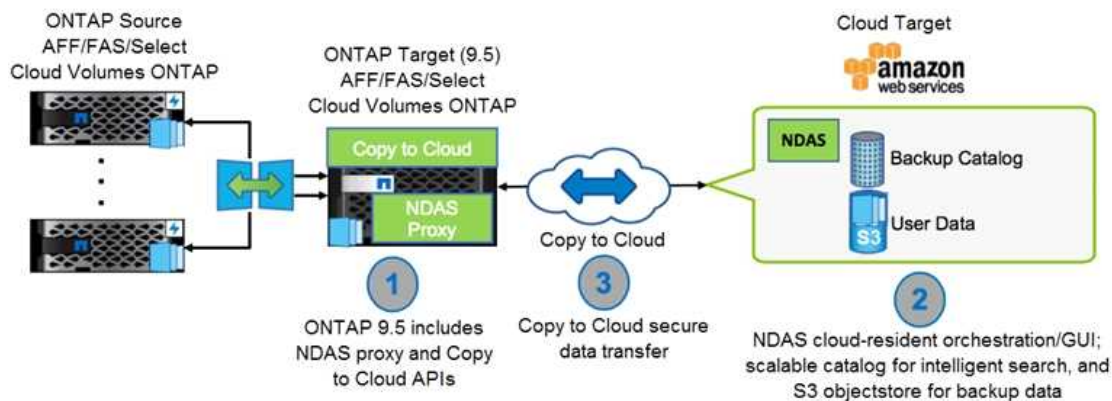 ONTAP Source
AFF/FAS/Select
Cloud Volumes ONTAP
ONTAP Target (9.5)
AFF/FAS/Select
Cloud Volumes ONTAP
Copy to Cloud
NDAS
Proxy
1
ONTAP 9.5 includes
NDAS proxy and Copy
to Cloud APIs
Copy to Cloud
3
Copy to Cloud secure
data transfer
Cloud Target
amazon
web services
NDAS
Backup Catalog
S3
User Data
2
NDAS cloud-resident orchestration/GUI;
scalable catalog for intelligent search, and
S3 objectstore for backup data